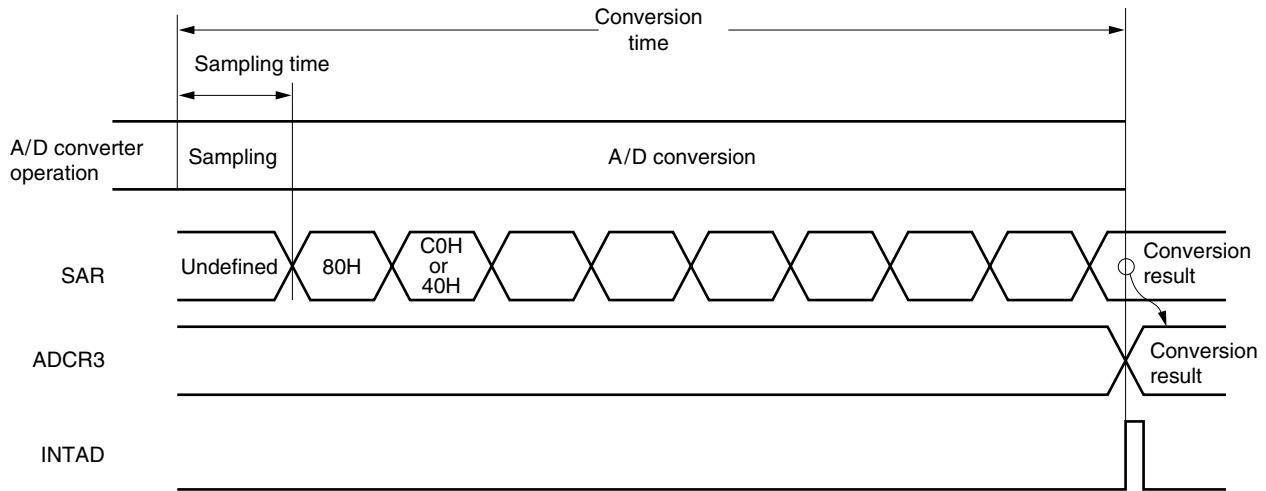 Conversion
time
Sampling time
A/D converter
operation
Sampling
A/D conversion
SAR
Undefined
80H
C0H
or
40H
Conversion
result
ADCR3
Conversion
result
INTAD